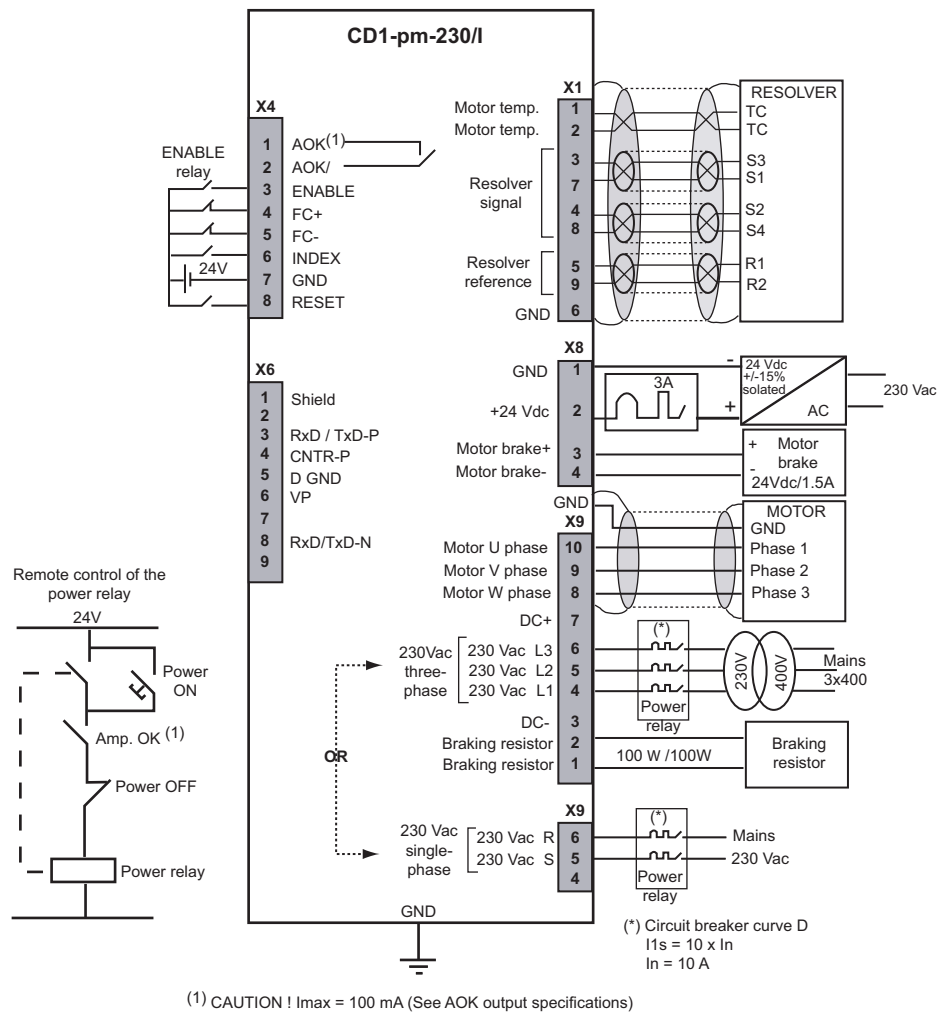 CD1-pm-230/I
X4
1 AOK(1)
2 AOK/
3 ENABLE
4 FC+
5 FC-
6 INDEX
7 GND
8 RESET
ENABLE
relay
24V
X6
1 Shield
2
3 RxD / TxD-P
4 CNTR-P
5 D GND
6 VP
7
8 RxD/TxD-N
9
X1
Motor temp. 1
Motor temp. 2
Resolver
signal
3
7
4
8
Resolver
reference
5
9
GND 6
RESOLVER
TC
TC
S3
S1
S2
S4
R1
R2
X8
GND 1
+24 Vdc 2
Motor brake+ 3
Motor brake- 4
3A
-
+
24 Vdc
+/-15%
solated
AC
230 Vac
+ Motor
brake
-
24Vdc/1.5A
GND
X9
Motor U phase 10
Motor V phase 9
Motor W phase 8
DC+ 7
230Vac
three-
phase
230 Vac L3 6
230 Vac L2 5
230 Vac L1 4
DC- 3
Braking resistor 2
Braking resistor 1
MOTOR
GND
Phase 1
Phase 2
Phase 3
(*)
Power
relay
230V
400V
Mains
3x400
100 W /100W
Braking
resistor
OR
X9
230 Vac
single-
phase
230 Vac R 6
230 Vac S 5
4
(*)
Power
relay
Mains
230 Vac
GND
Remote control of the
power relay
24V
Power
ON
Amp. OK (1)
Power OFF
Power relay
(*) Circuit breaker curve D
I1s = 10 x In
In = 10 A
(1) CAUTION ! Imax = 100 mA (See AOK output specifications)